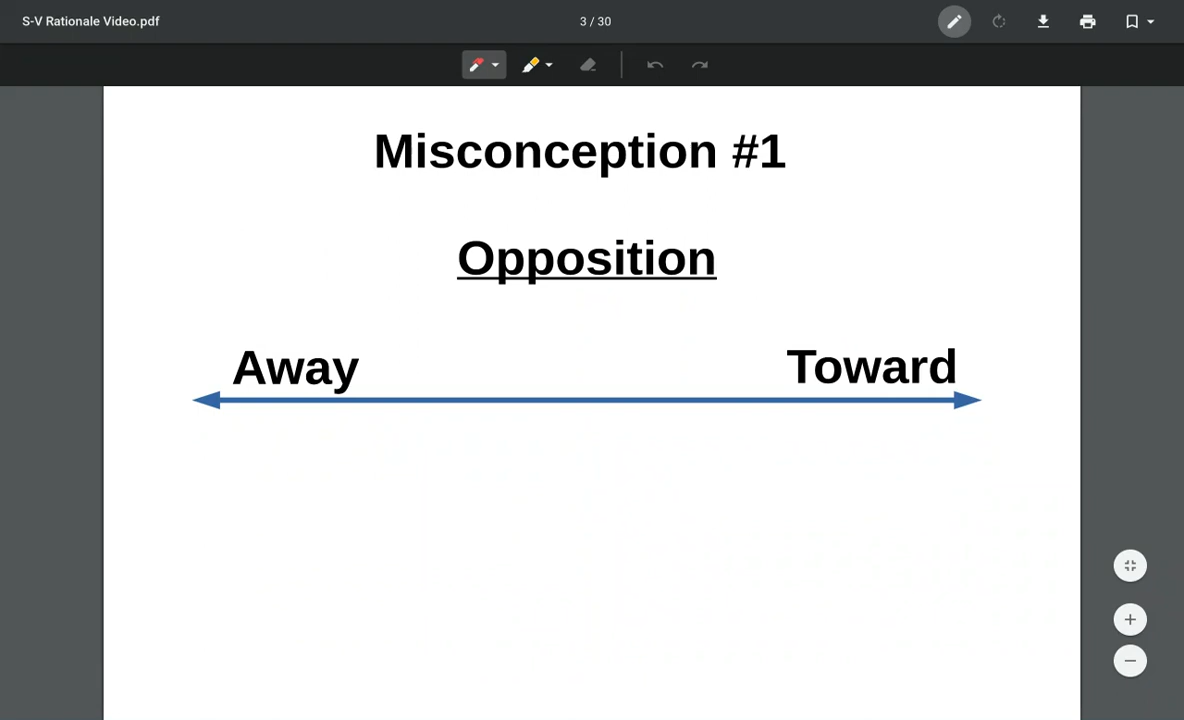 S-V Rationale Video.pdf
3 / 30
Misconception #1
Opposition
Away Toward